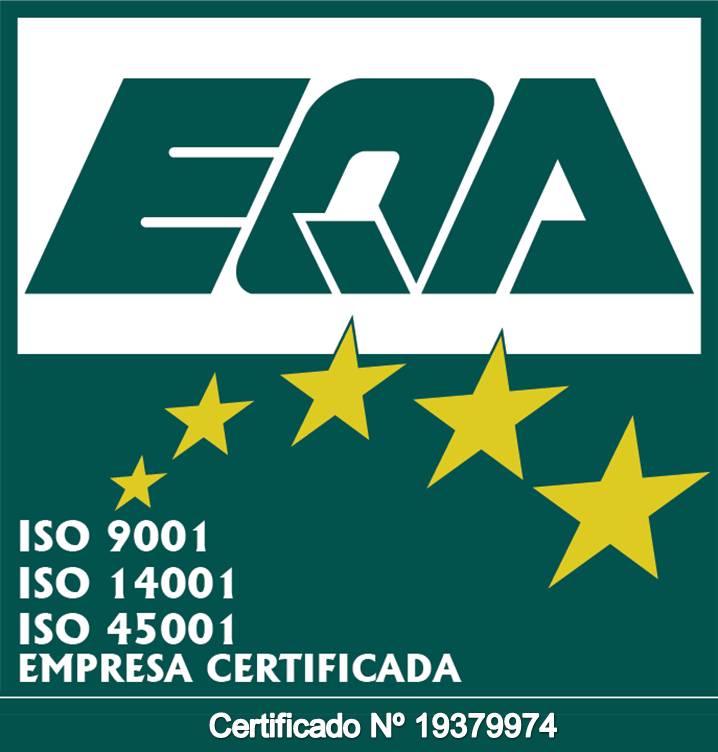 EQA
ISO 9001
ISO 14001
ISO 45001
EMPRESA CERTIFICADA
Certificado Nº 19379974